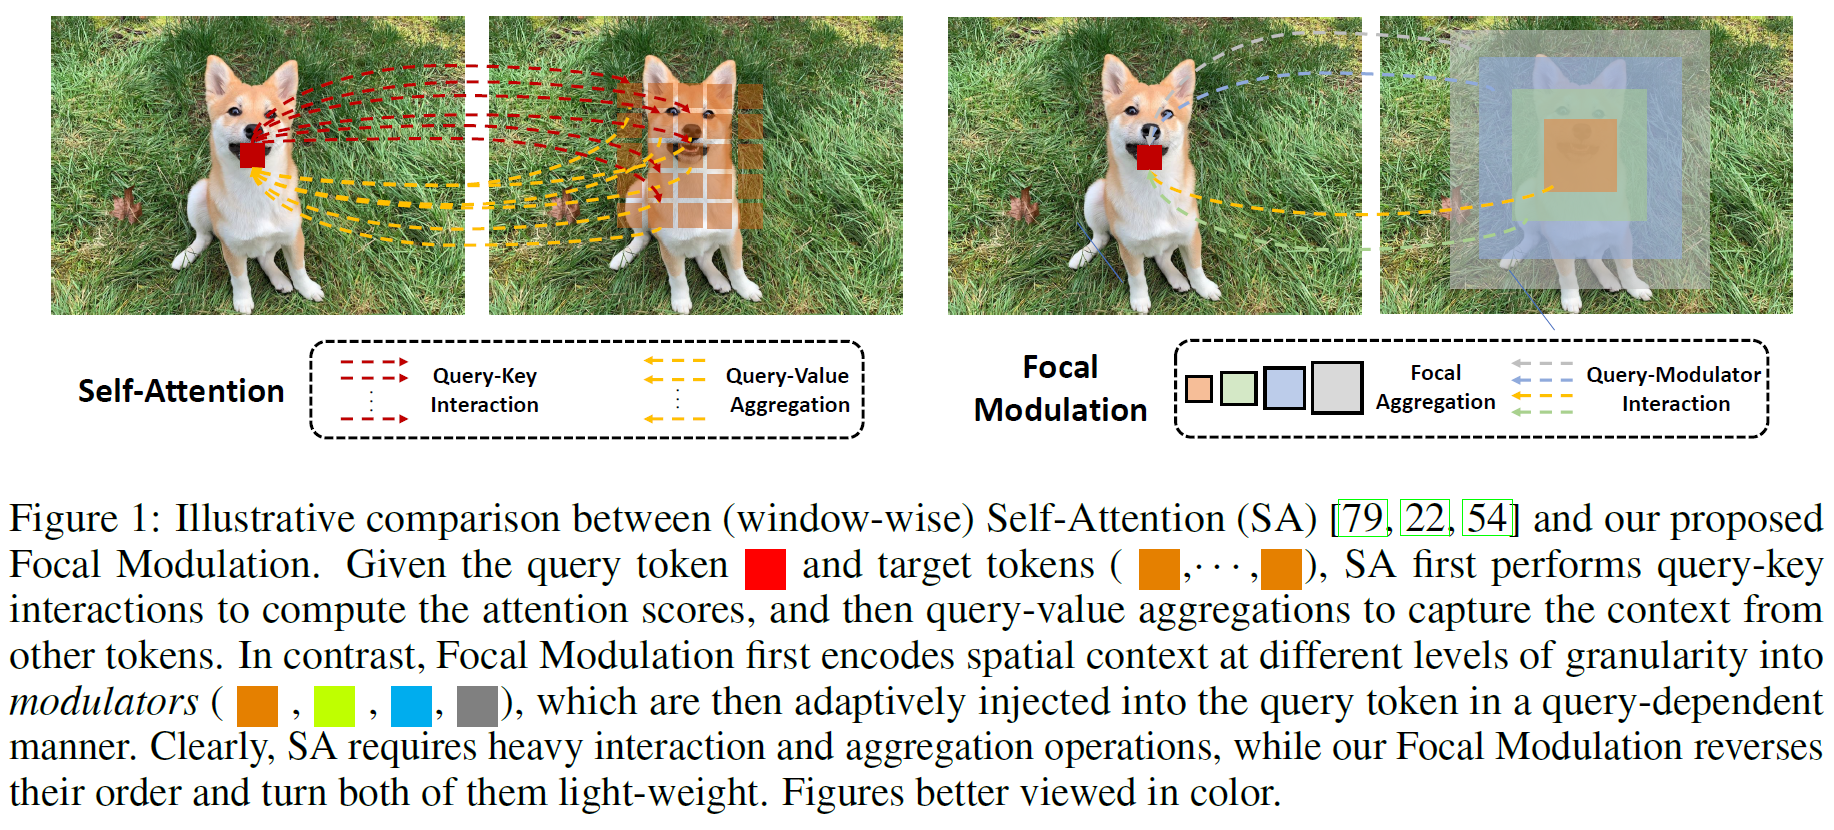 Self-Attention
Query-Key
Interaction
Query-Value
Aggregation
Focal
Modulation
Focal
Aggregation
Query-Modulator
Interaction
Figure 1: Illustrative comparison between (window-wise) Self-Attention (SA) [79, 22, 54] and our proposed
Focal Modulation. Given the query token and target tokens ( ,··· , ), SA first performs query-key
interactions to compute the attention scores, and then query-value aggregations to capture the context from
other tokens. In contrast, Focal Modulation first encodes spatial context at different levels of granularity into
modulators ( , , , ), which are then adaptively injected into the query token in a query-dependent
manner. Clearly, SA requires heavy interaction and aggregation operations, while our Focal Modulation reverses
their order and turn both of them light-weight. Figures better viewed in color.